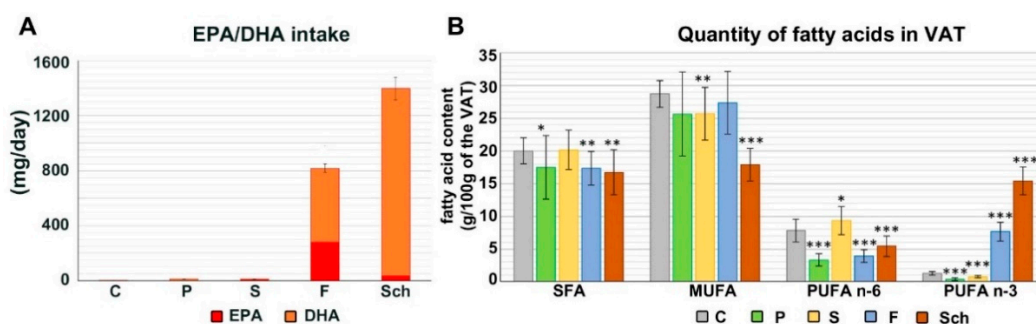 A
EPA/DHA intake
(mg/day)
1600
1200
800
400
0
C P S F Sch
EPA DHA
B
Quantity of fatty acids in VAT
fatty acid content
(g/100g of the VAT)
35
30
25
20
15
10
5
0
* ** **
** ***
*** * *** ***
*** *** *** ***
SFA MUFA PUFA n-6 PUFA n-3
C P S F Sch